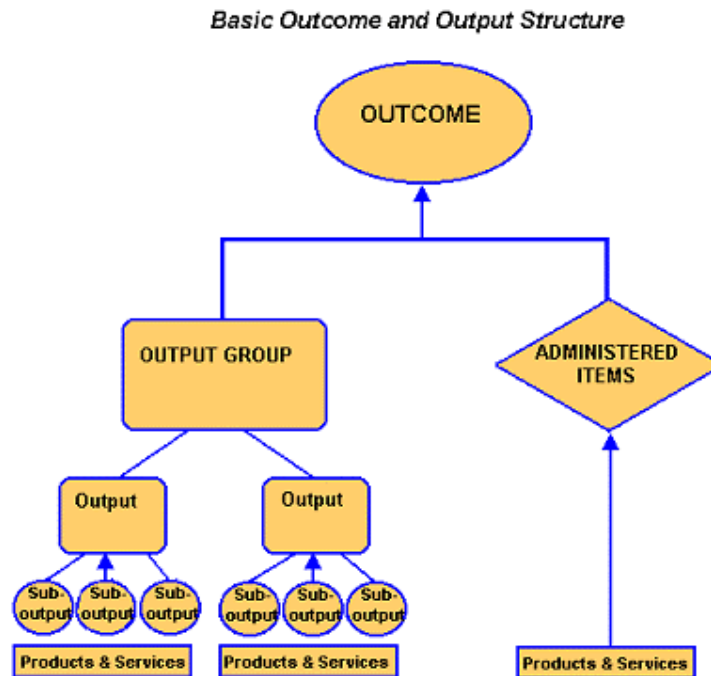 Basic Outcome and Output Structure
OUTCOME
OUTPUT GROUP
ADMINISTERED
ITEMS
Output
Output
Sub-
output
Sub-
output
Sub-
output
Sub-
output
Sub-
output
Sub-
output
Products & Services
Products & Services
Products & Services